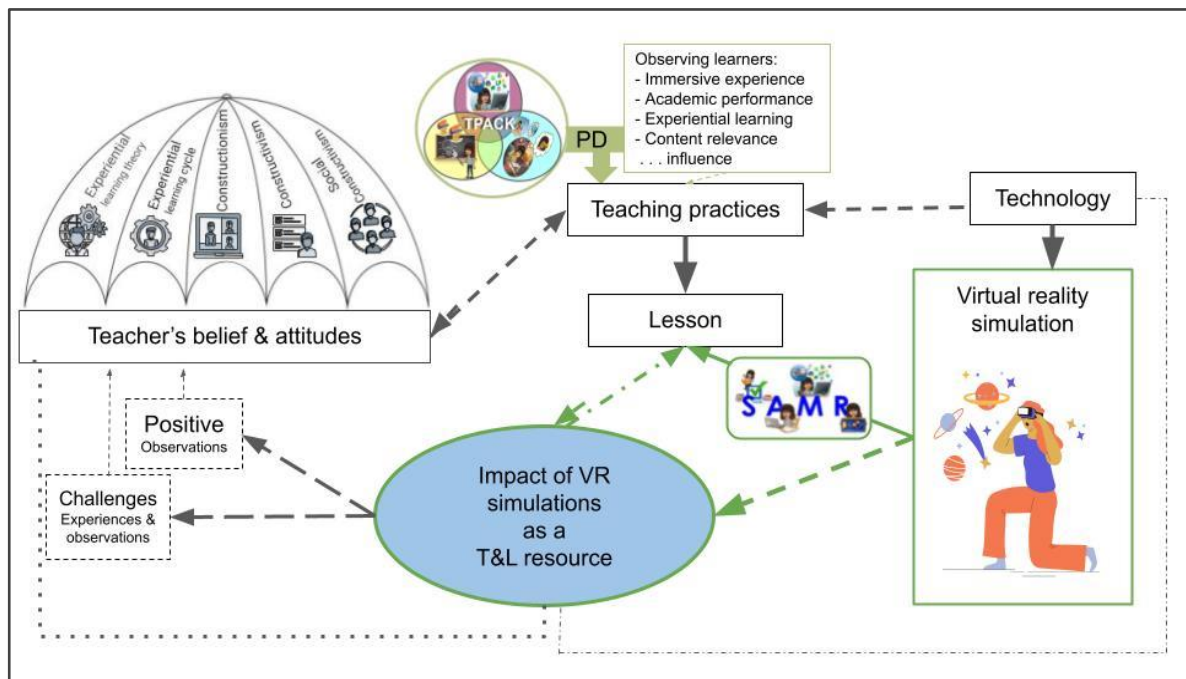 Experiential
learning theory
Experiential
learning cycle
Constructionism
Constructivism
Social
Constructivism
TPACK
PD
Observing learners:
- Immersive experience
- Academic performance
- Experiential learning
- Content relevance
. . . influence
Teaching practices
Technology
Lesson
Virtual reality
simulation
Teacher’s belief & attitudes
SAMR
Positive
Observations
Challenges
Experiences &
observations
Impact of VR
simulations
as a
T&L resource